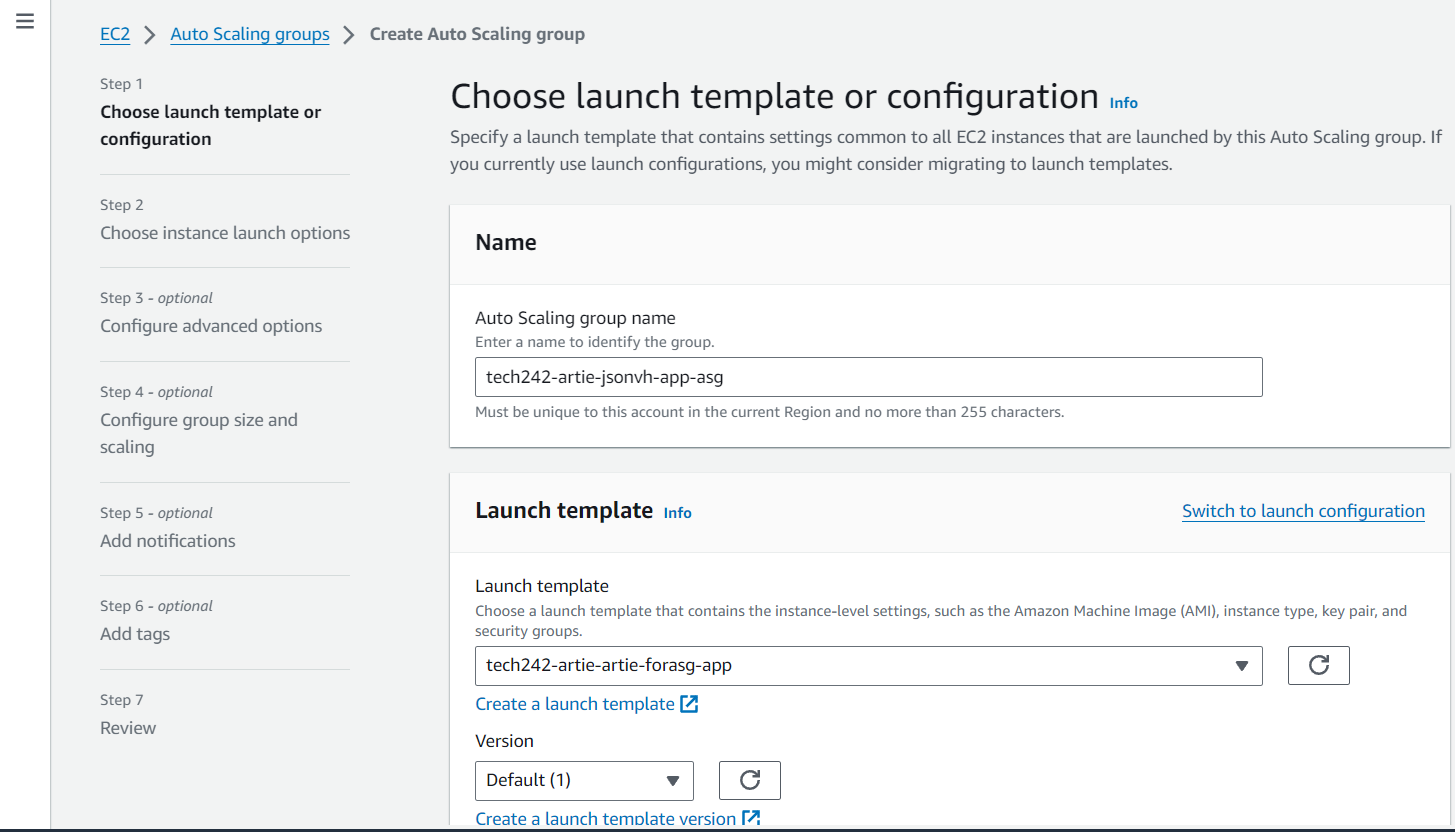 EC2 > Auto Scaling groups > Create Auto Scaling group
Step 1
Choose launch template or
configuration
Step 2
Choose instance launch options
Step 3 - optional
Configure advanced options
Step 4 - optional
Configure group size and
scaling
Step 5 - optional
Add notifications
Step 6 - optional
Add tags
Step 7
Review
Choose launch template or configuration Info
Specify a launch template that contains settings common to all EC2 instances that are launched by this Auto Scaling group. If
you currently use launch configurations, you might consider migrating to launch templates.
Name
Auto Scaling group name
Enter a name to identify the group.
tech242-artie-jsonvh-app-asg
Must be unique to this account in the current Region and no more than 255 characters.
Launch template Info
Switch to launch configuration
Launch template
Choose a launch template that contains the instance-level settings, such as the Amazon Machine Image (AMI), instance type, key pair, and
security groups.
tech242-artie-artie-forasg-app
Create a launch template
Version
Default (1)
Create a launch template version